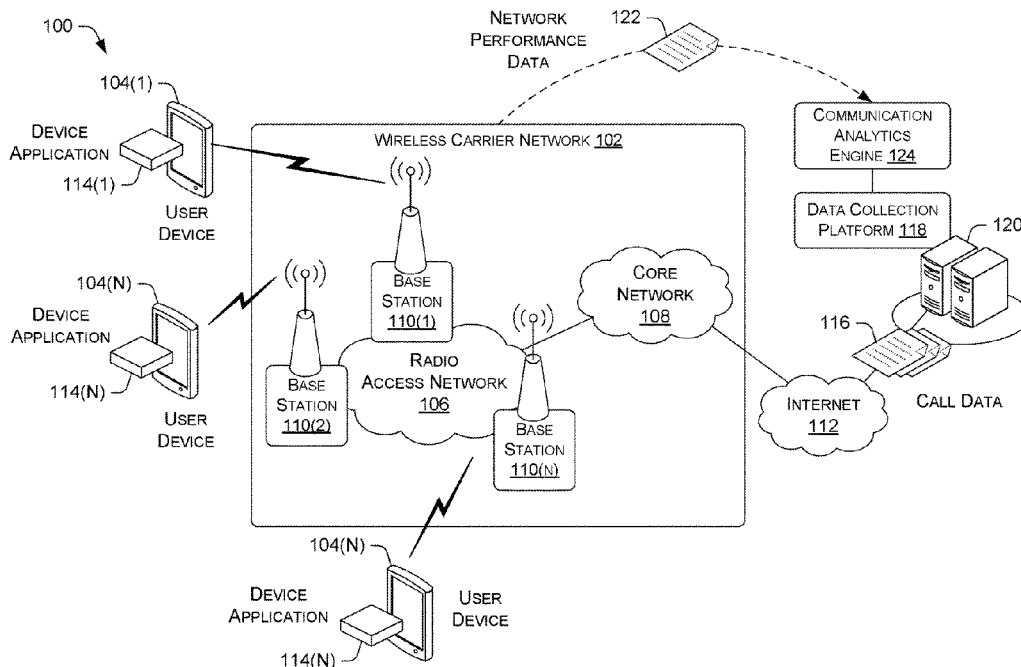 100
122
NETWORK
PERFORMANCE
DATA
104(1)
DEVICE
APPLICATION
114(1)
USER
DEVICE
WIRELESS CARRIER NETWORK 102
COMMUNICATION
ANALYTICS
ENGINE 124
DATA COLLECTION
PLATFORM 118
120
104(N)
DEVICE
APPLICATION
114(N)
USER
DEVICE
BASE
STATION
110(1)
CORE
NETWORK
108
BASE
STATION
110(2)
RADIO
ACCESS NETWORK
106
BASE
STATION
110(N)
116
CALL DATA
INTERNET
112
104(N)
DEVICE
APPLICATION
114(N)
USER
DEVICE